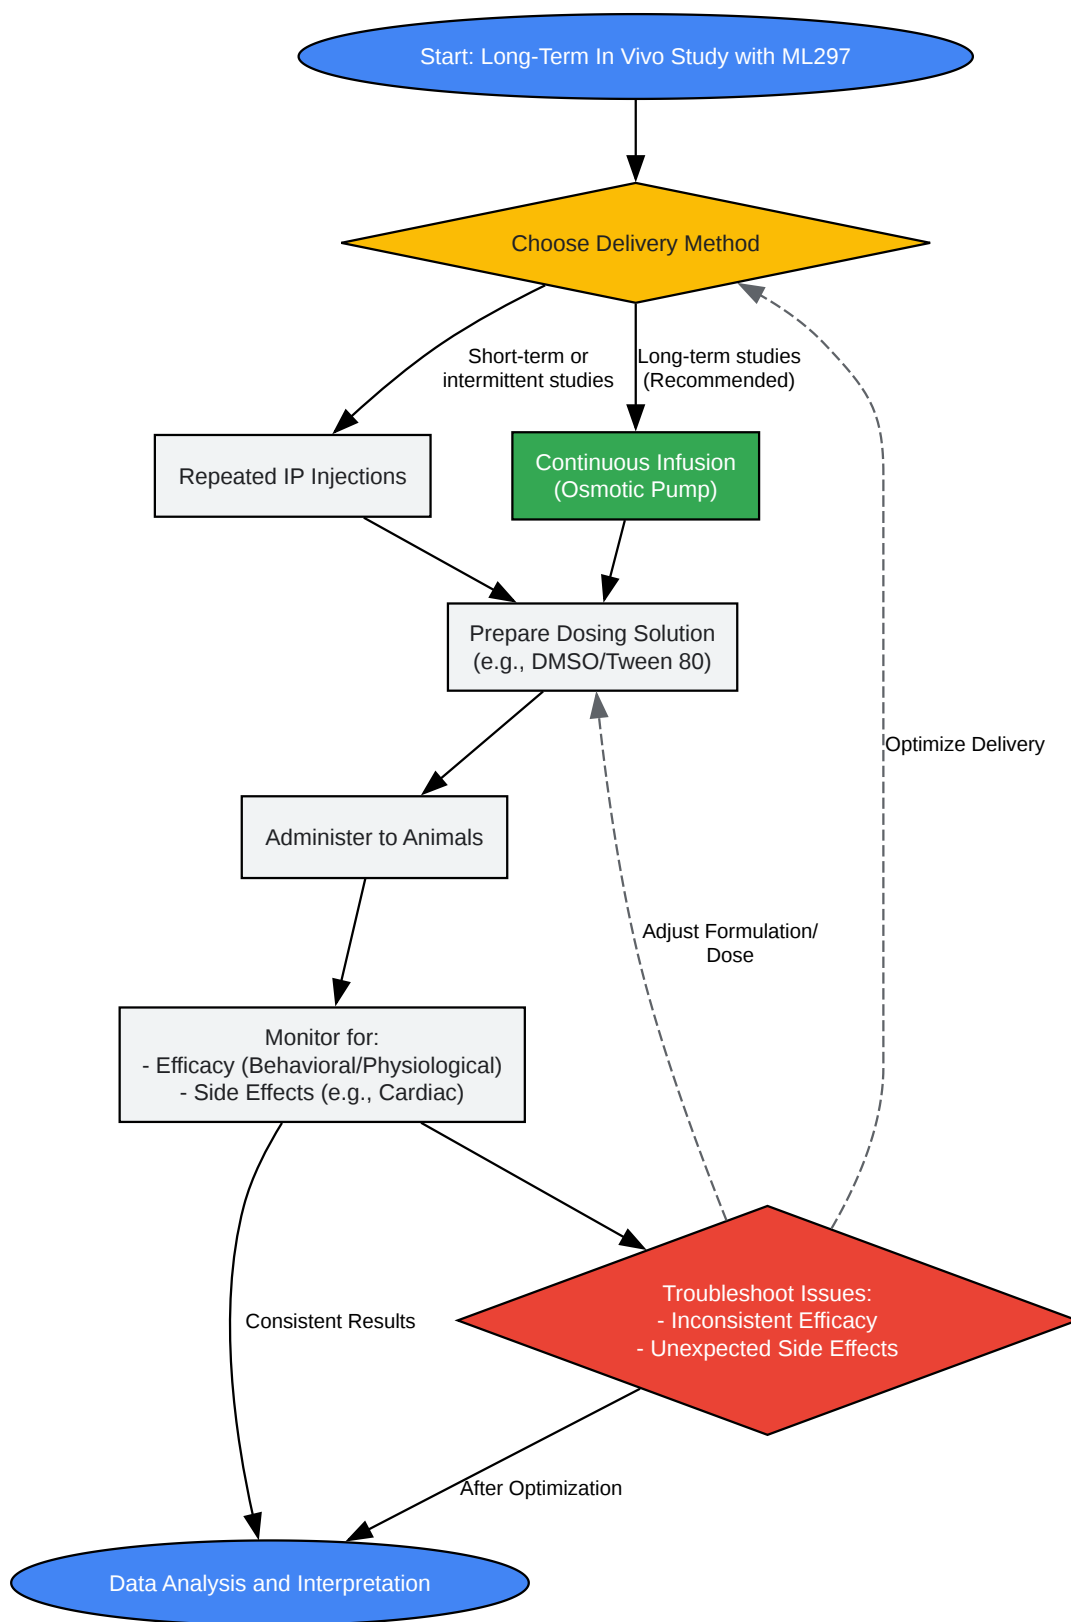 Start: Long-Term In Vivo Study with ML297
Choose Delivery Method
Short-term or
intermittent studies
Long-term studies
(Recommended)
Repeated IP Injections
Continuous Infusion
(Osmotic Pump)
Prepare Dosing Solution
(e.g., DMSO/Tween 80)
Optimize Delivery
Administer to Animals
Adjust Formulation/
Dose
Monitor for:
- Efficacy (Behavioral/Physiological)
- Side Effects (e.g., Cardiac)
Troubleshoot Issues:
- Inconsistent Efficacy
- Unexpected Side Effects
Consistent Results
After Optimization
Data Analysis and Interpretation